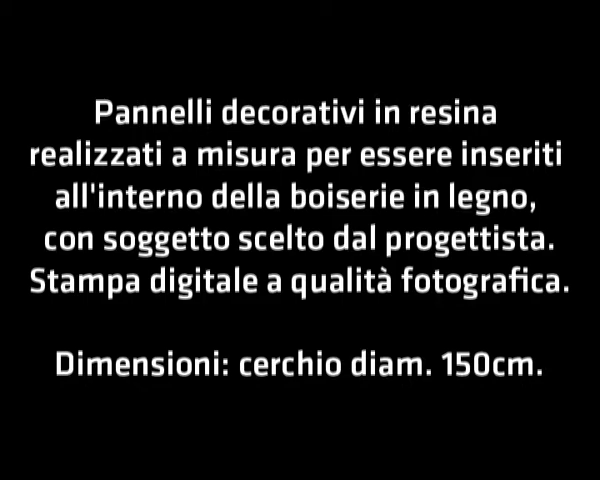 Pannelli decorativi in resina
realizzati a misura per essere inseriti
all'interno della boiserie in legno,
con soggetto scelto dal progettista.
Stampa digitale a qualità fotografica.
Dimensioni: cerchio diam. 150cm.